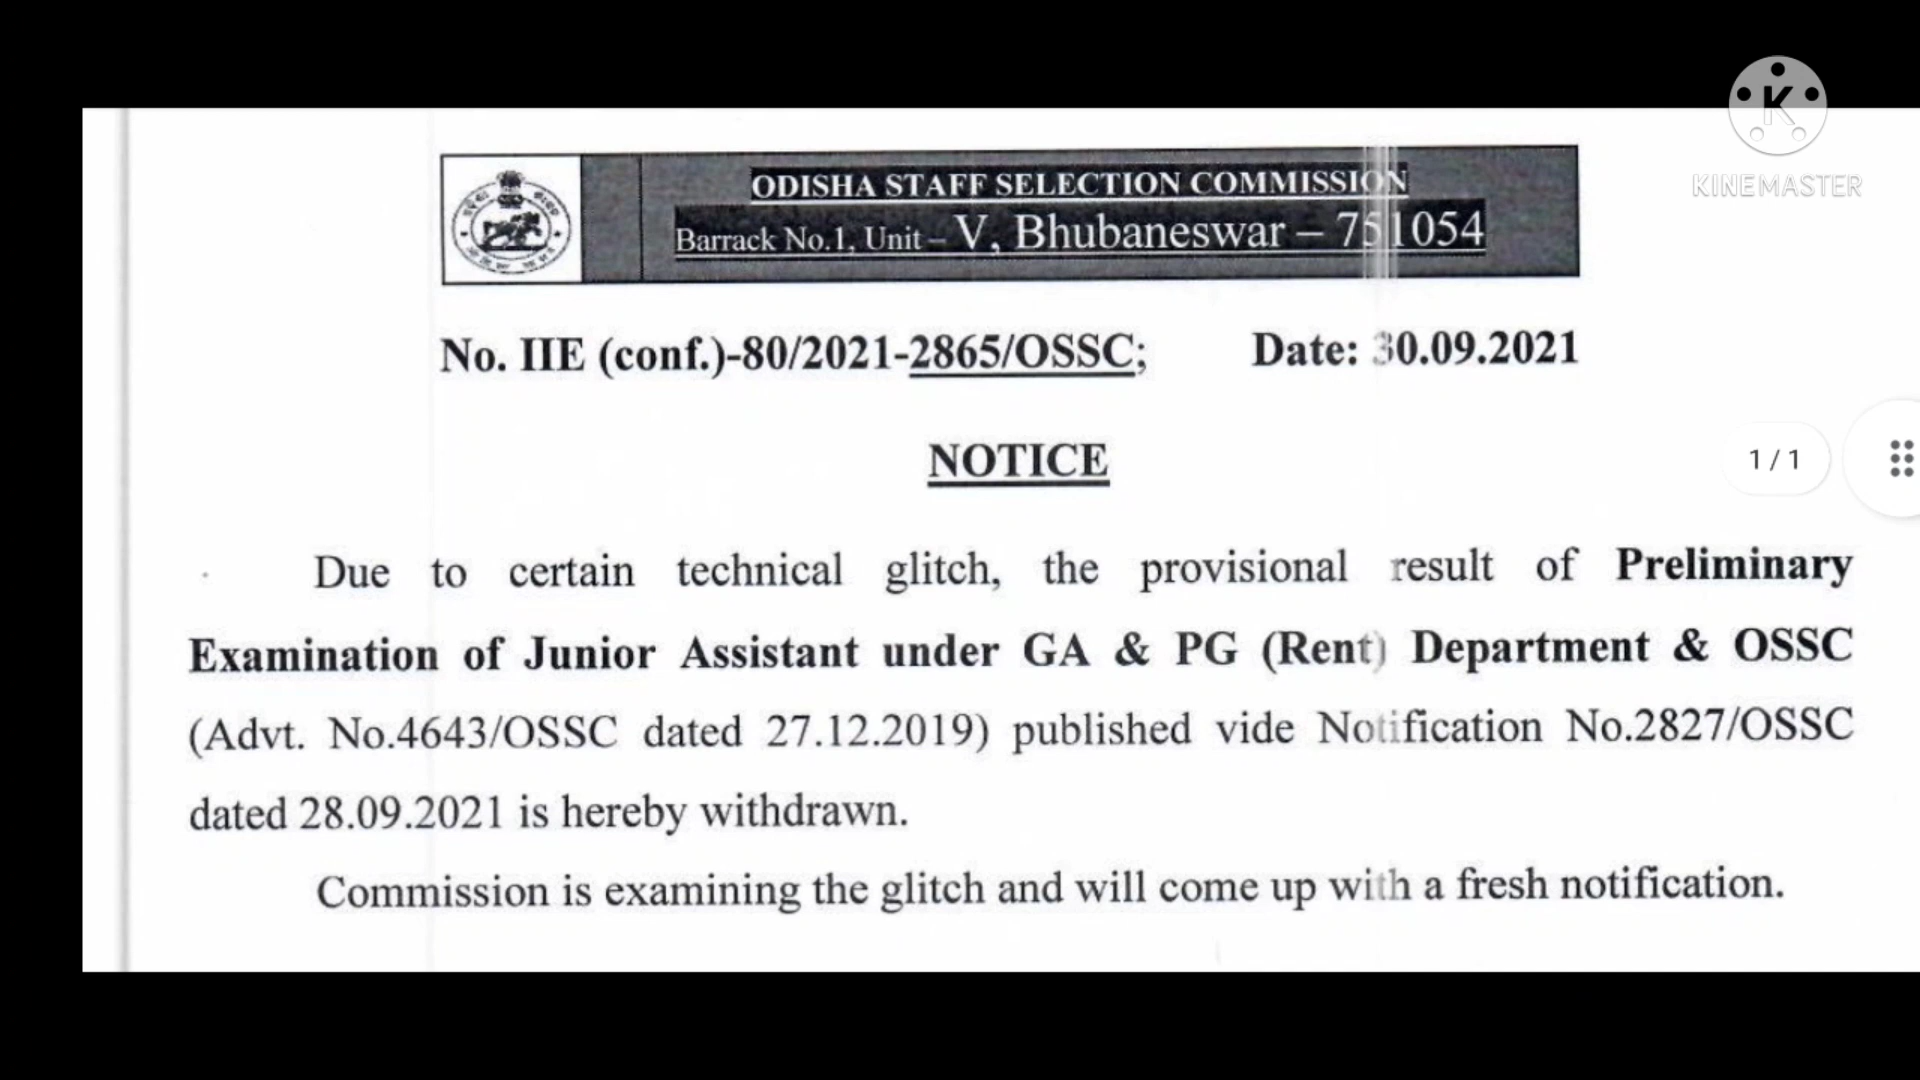 K
KINEMASTER
ODISHA STAFF SELECTION COMMISSION
Barrack No.1, Unit – V, Bhubaneswar – 751054
No. IIE (conf.)-80/2021-2865/OSSC; Date: 30.09.2021
NOTICE
1 / 1
Due to certain technical glitch, the provisional result of Preliminary
Examination of Junior Assistant under GA & PG (Rent) Department & OSSC
(Advt. No.4643/OSSC dated 27.12.2019) published vide Notification No.2827/OSSC
dated 28.09.2021 is hereby withdrawn.
Commission is examining the glitch and will come up with a fresh notification.